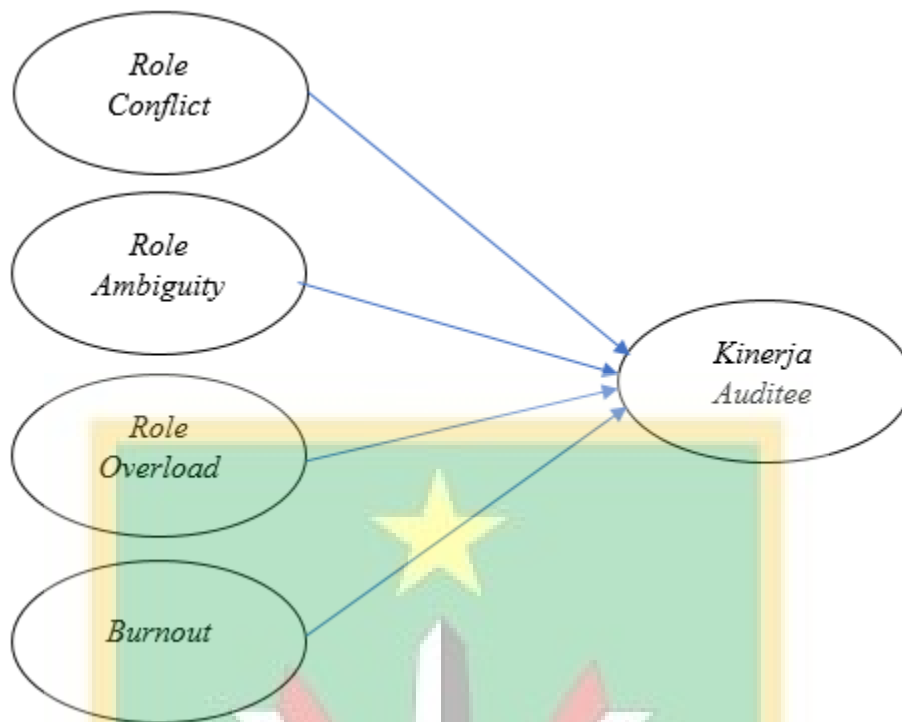 Role
Conflict
Role
Ambiguity
Kinerja
Auditee
Role
Overload
Burnout